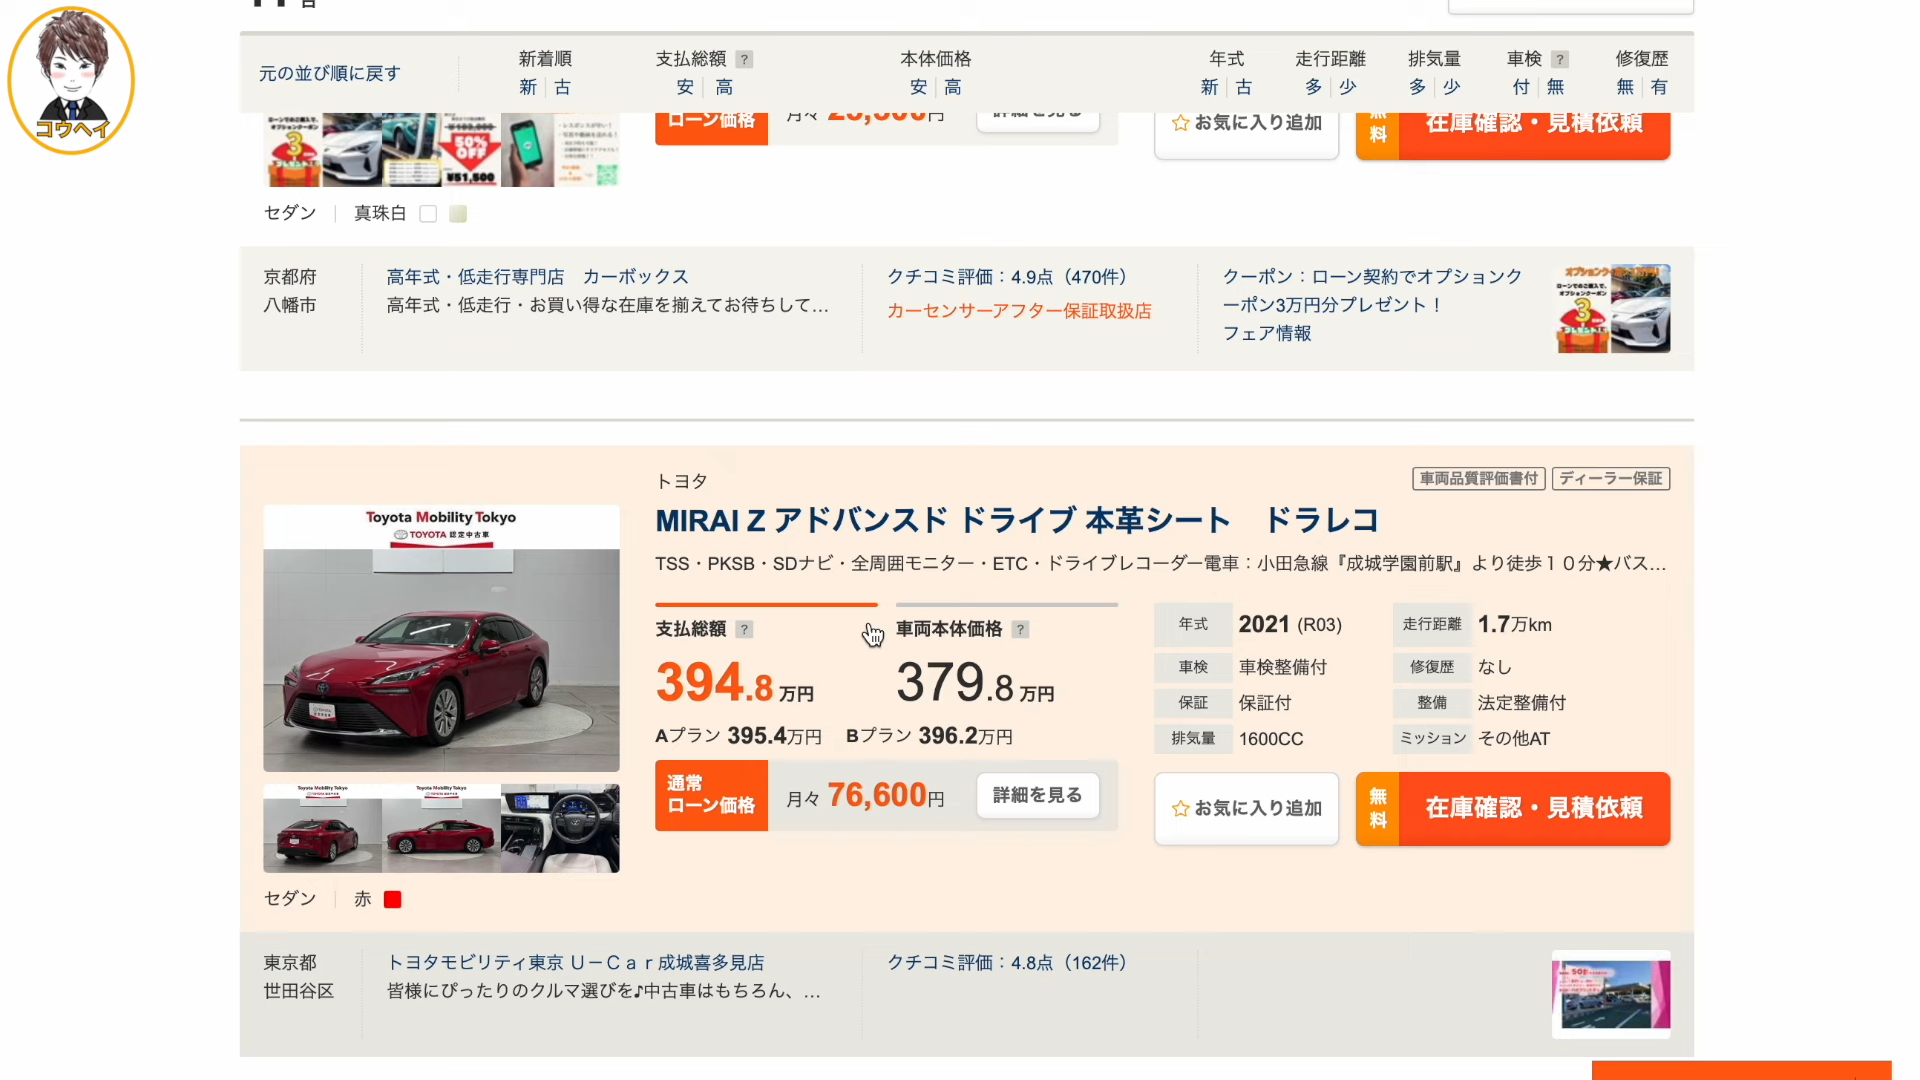 コウヘイ
元の並び順に戻す
新着順
新 古
支払総額 ?
安 高
本体価格
安 高
年式
新 古
走行距離
多 少
排気量
多 少
車検 ?
付 無
修復歴
無 有
ローン価格
月々
円
お気に入り追加
無料
在庫確認・見積依頼
3
50%
OFF
¥51,500
セダン 真珠白
京都府
八幡市
高年式・低走行専門店 カーボックス
高年式・低走行・お買い得な在庫を揃えてお待ちして…
クチコミ評価：4.9点（470件）
カーセンサーアフター保証取扱店
クーポン：ローン契約でオプションク
ーポン3万円分プレゼント！
フェア情報
トヨタ
車両品質評価書付 ディーラー保証
MIRAI Z アドバンスド ドライブ 本革シート ドラレコ
TSS・PKSB・SDナビ・全周囲モニター・ETC・ドライブレコーダー電車：小田急線『成城学園前駅』より徒歩１０分★バス…
Toyota Mobility Tokyo
TOYOTA 認定中古車
支払総額 ?
394.8万円
車両本体価格 ?
379.8万円
Aプラン 395.4万円 Bプラン 396.2万円
通常
ローン価格
月々 76,600円
詳細を見る
年式 2021 (R03)
走行距離 1.7万km
車検 車検整備付
修復歴 なし
保証 保証付
整備 法定整備付
排気量 1600CC
ミッション その他AT
お気に入り追加
無料
在庫確認・見積依頼
Toyota Mobility Tokyo
Toyota Mobility Tokyo
セダン 赤
東京都
世田谷区
トヨタモビリティ東京 Ｕ－Ｃａｒ成城喜多見店
皆様にぴったりのクルマ選びを♪中古車はもちろん、…
クチコミ評価：4.8点（162件）